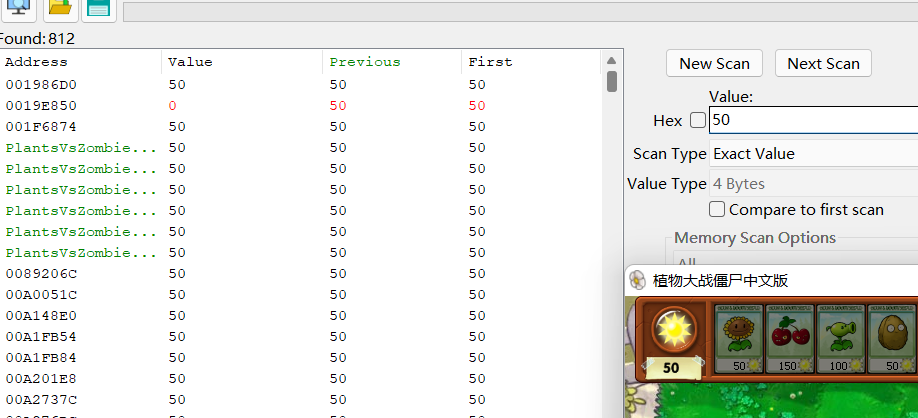 Found:812
Address Value Previous First
001986D0 50 50 50
0019E850 0 50 50
001F6874 50 50 50
PlantsVsZombie... 50 50 50
PlantsVsZombie... 50 50 50
PlantsVsZombie... 50 50 50
PlantsVsZombie... 50 50 50
PlantsVsZombie... 50 50 50
PlantsVsZombie... 50 50 50
0089206C 50 50 50
00A0051C 50 50 50
00A148E0 50 50 50
00A1FB54 50 50 50
00A1FB84 50 50 50
00A201E8 50 50 50
00A2737C 50 50 50
New Scan Next Scan
Value:
Hex 50
Scan Type Exact Value
Value Type 4 Bytes
Compare to first scan
Memory Scan Options
All
植物大战僵尸中文版
50 50 150 100 50